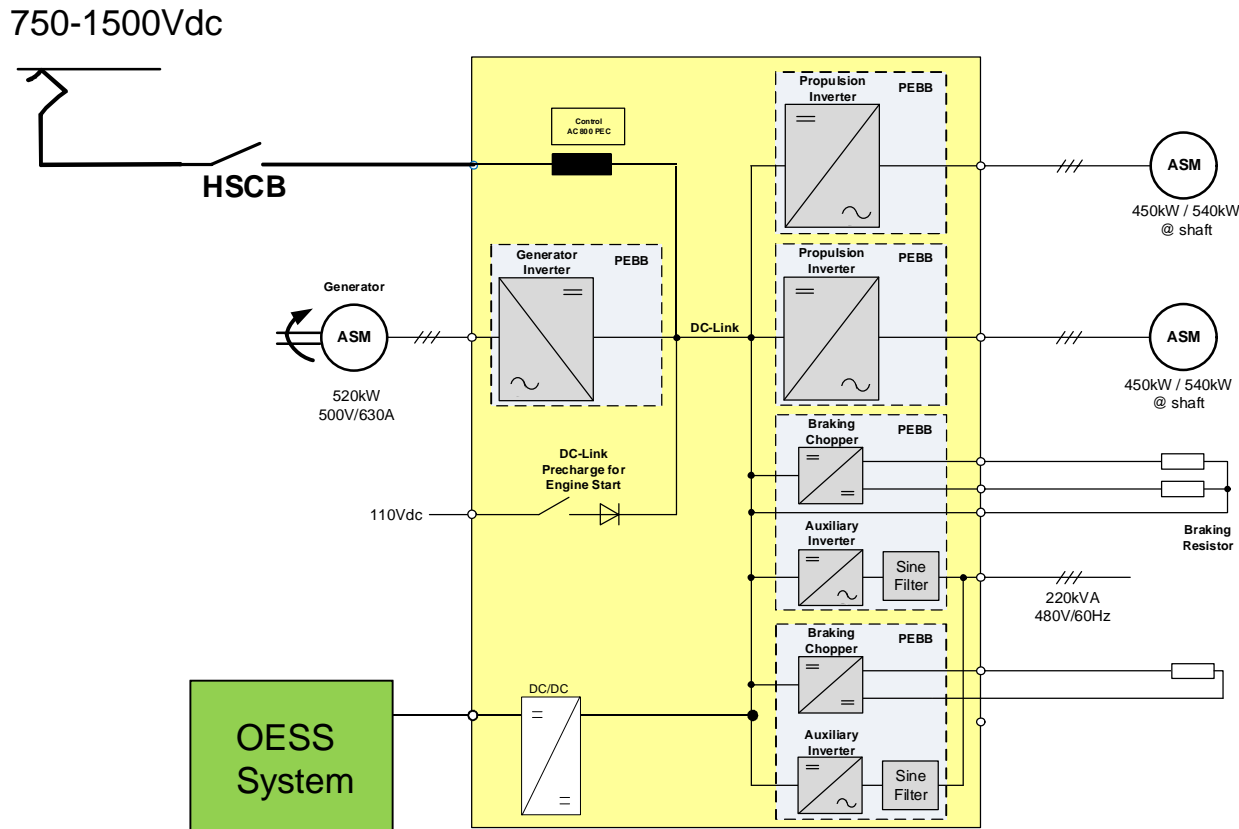 750-1500Vdc
HSCB
Control
AC800 PEC
Propulsion
Inverter
PEBB
ASM
450kW / 540kW
@ shaft
Generator
ASM
520kW
500V/630A
Generator
Inverter
PEBB
DC-Link
Propulsion
Inverter
PEBB
ASM
450kW / 540kW
@ shaft
110Vdc
DC-Link
Precharge for
Engine Start
Braking
Chopper
PEBB
Braking
Resistor
Auxiliary
Inverter
Sine
Filter
220kVA
480V/60Hz
Braking
Chopper
PEBB
Auxiliary
Inverter
Sine
Filter
OESS
System
DC/DC